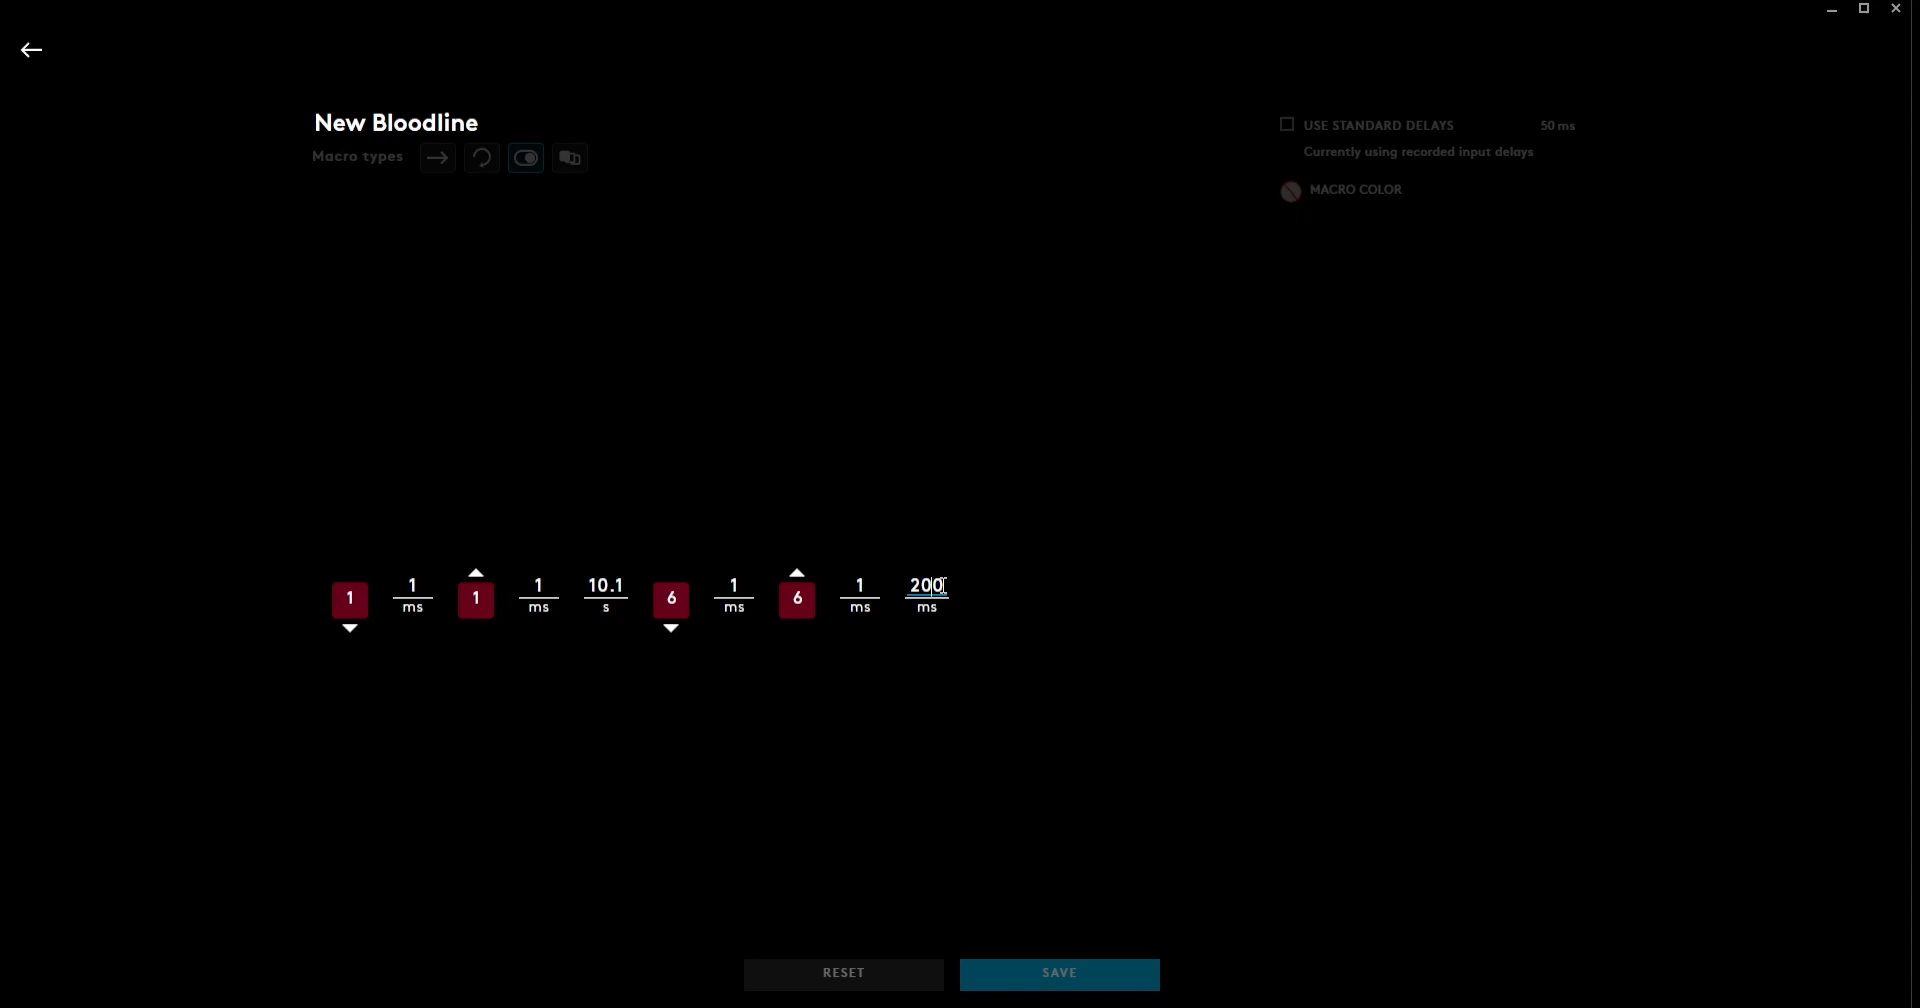 New Bloodline
Macro types
USE STANDARD DELAYS 50 ms
Currently using recorded input delays
MACRO COLOR
1 1 ms 1 1 ms 10.1 s 6 1 ms 6 1 ms 200 ms
RESET SAVE